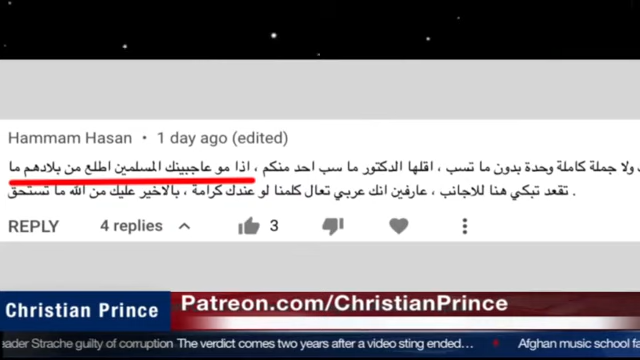 Hammam Hasan • 1 day ago (edited)
ولا جملة كاملة وحدة بدون ما تسب ، اقلها الدكتور ما سب احد منكم ، اذا مو عاجبينك المسلمين اطلع من بلادهم ما
تقعد تبكي هنا للاجانب ، عارفين انك عربي تعال كلمنا لو عندك كرامة ، بالاخير عليك من الله ما تستحق .
REPLY 4 replies 3
Christian Prince Patreon.com/ChristianPrince
eader Strache guilty of corruption The verdict comes two years after a video sting ended... Afghan music school fa